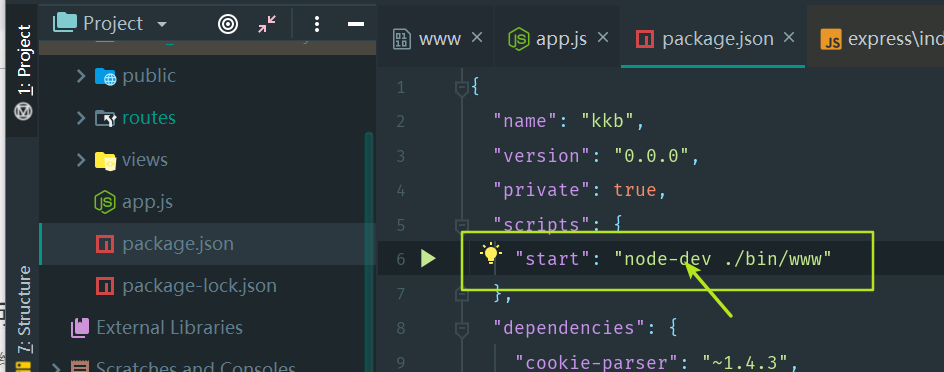 1: Project
Project
www
app.js
package.json
express\ind
public
routes
views
app.js
package.json
package-lock.json
External Libraries
Scratches and Consoles
7: Structure
1 {
2 "name": "kkb",
3 "version": "0.0.0",
4 "private": true,
5 "scripts": {
6 "start": "node-dev ./bin/www"
7 },
8 "dependencies": {
9 "cookie-parser": "~1.4.3",